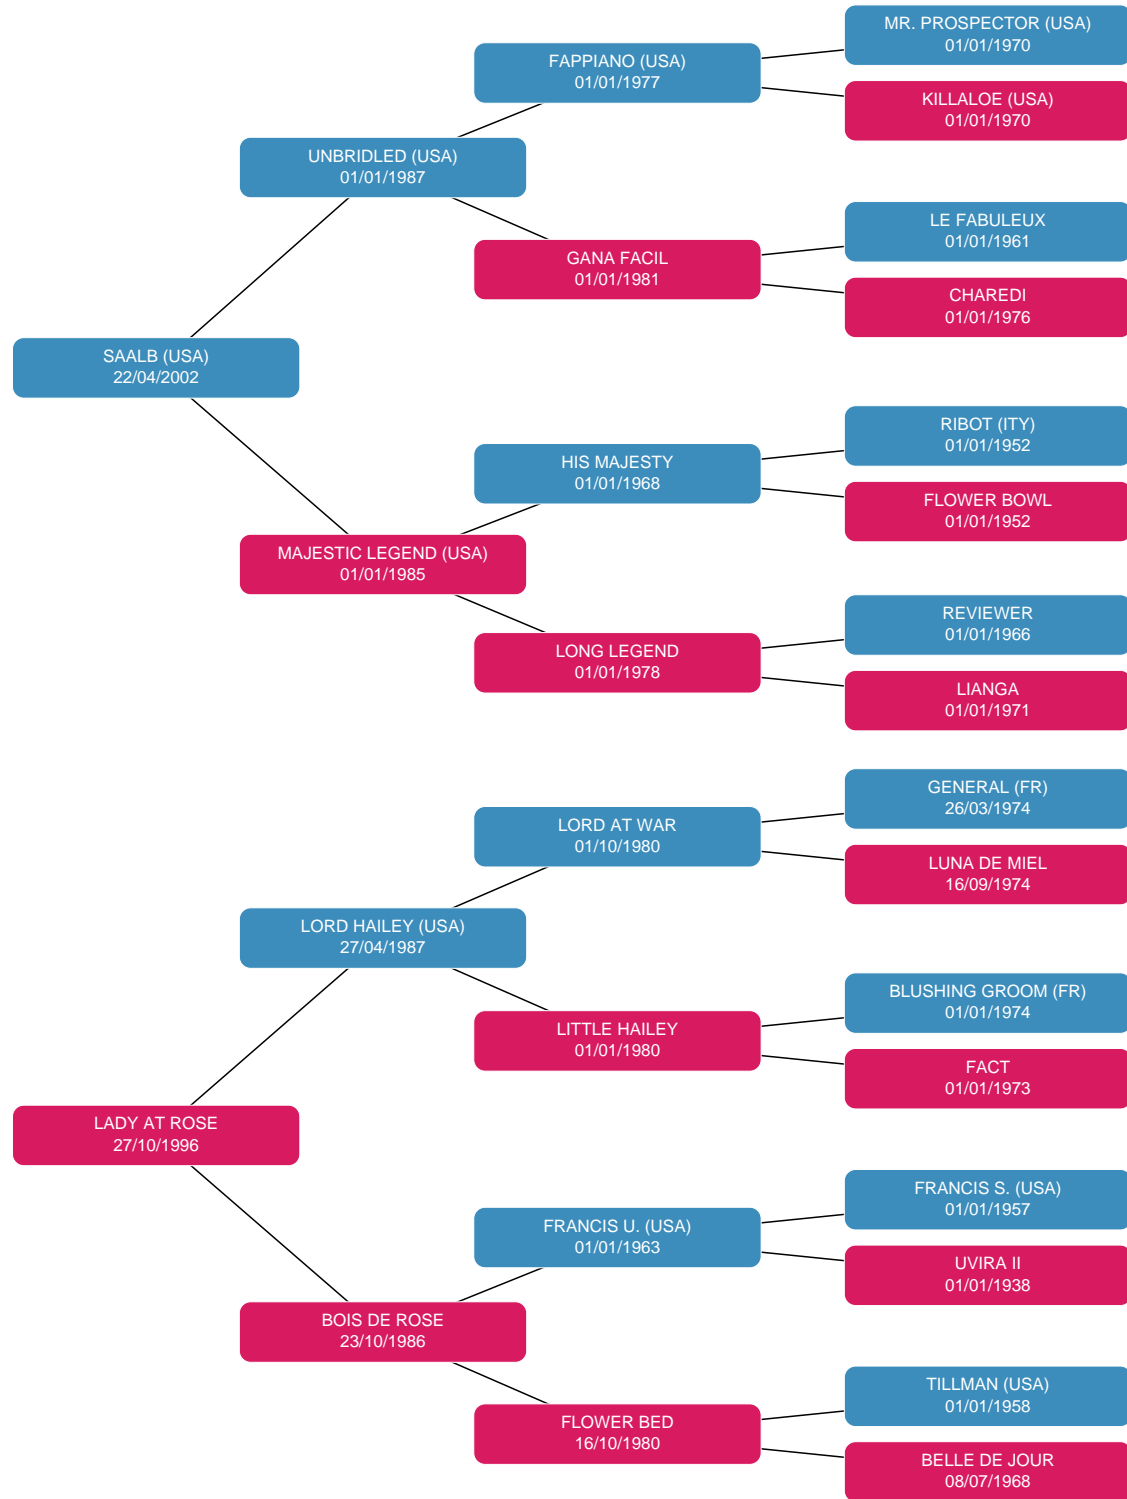 MR. PROSPECTOR (USA)
01/01/1970
FAPPIANO (USA)
01/01/1977
KILLALOE (USA)
01/01/1970
UNBRIDLED (USA)
01/01/1987
LE FABULEUX
01/01/1961
GANA FACIL
01/01/1981
CHAREDI
01/01/1976
SAALB (USA)
22/04/2002
RIBOT (ITY)
01/01/1952
HIS MAJESTY
01/01/1968
FLOWER BOWL
01/01/1952
MAJESTIC LEGEND (USA)
01/01/1985
REVIEWER
01/01/1966
LONG LEGEND
01/01/1978
LIANGA
01/01/1971
GENERAL (FR)
26/03/1974
LORD AT WAR
01/10/1980
LUNA DE MIEL
16/09/1974
LORD HAILEY (USA)
27/04/1987
BLUSHING GROOM (FR)
01/01/1974
LITTLE HAILEY
01/01/1980
FACT
01/01/1973
LADY AT ROSE
27/10/1996
FRANCIS S. (USA)
01/01/1957
FRANCIS U. (USA)
01/01/1963
UVIRA II
01/01/1938
BOIS DE ROSE
23/10/1986
TILLMAN (USA)
01/01/1958
FLOWER BED
16/10/1980
BELLE DE JOUR
08/07/1968